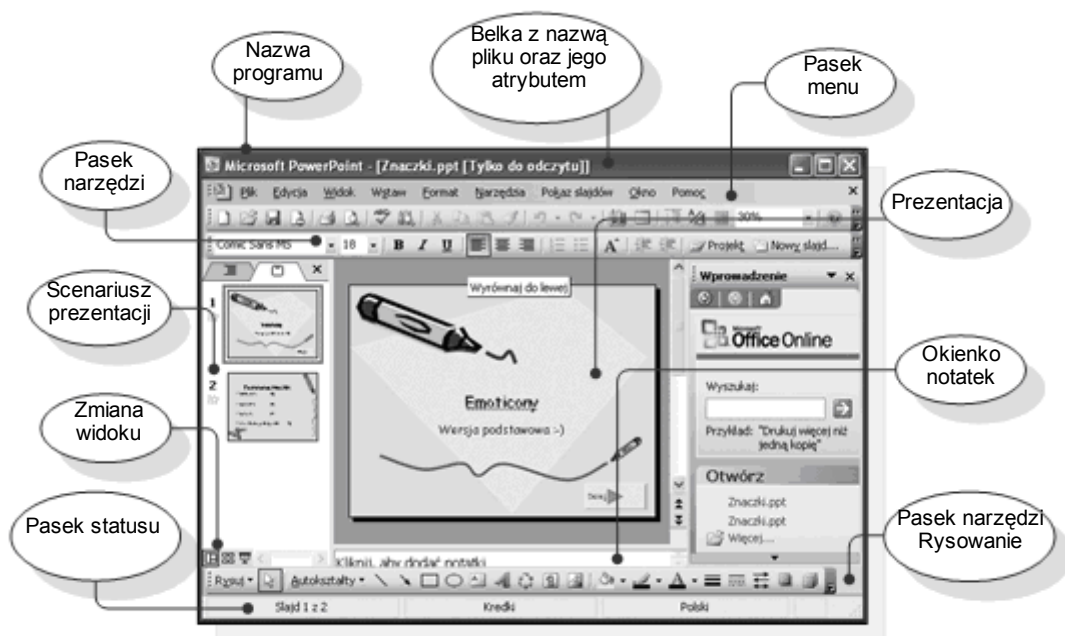 Nazwa
programu
Belka z nazwą
pliku oraz jego
atrybutem
Pasek
menu
Pasek
narzędzi
Scenariusz
prezentacji
Zmiana
widoku
Pasek statusu
Prezentacja
Okienko
notatek
Pasek narzędzi
Rysowanie
Microsoft PowerPoint - [Znaczki.ppt [Tylko do odczytu]]
Plik Edycja Widok Wstaw Format Narzędzia Pokaz slajdów Okno Pomoc
30%
Comic Sans MS 18 B I U A Projekt Nowy slajd...
1
2
Wyrównaj do lewej
Emoticony
Wersja podstawowa :-)
Dalej
Wprowadzenie
Microsoft
Office Online
Wyszukaj:
Przykład: "Drukuj więcej niż
jedną kopię"
Otwórz
Znaczki.ppt
Znaczki.ppt
Więcej...
Kliknij, aby dodać notatki
Rysuj Autokształty A
Slajd 1 z 2 Kredki Polski